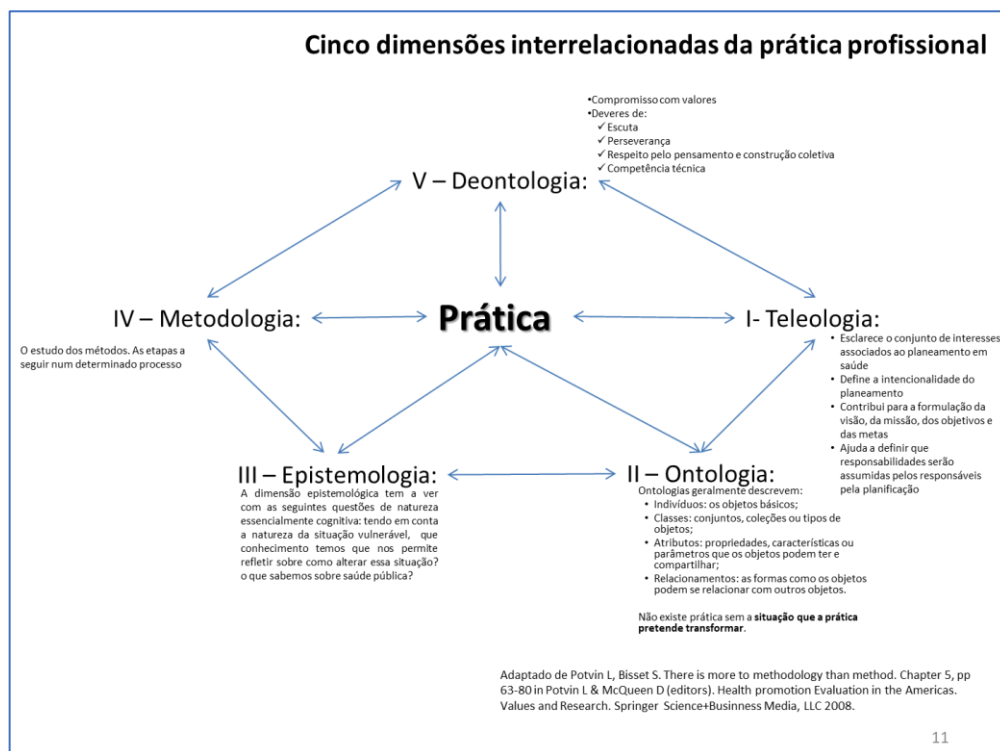 Cinco dimensões interrelacionadas da prática profissional
•Compromisso com valores
•Deveres de:
✓ Escuta
✓ Perseverança
✓ Respeito pelo pensamento e construção coletiva
✓ Competência técnica
V – Deontologia:
IV – Metodologia:
O estudo dos métodos. As etapas a
seguir num determinado processo
Prática
I- Teleologia:
• Esclarece o conjunto de interesses
associados ao planeamento em
saúde
• Define a intencionalidade do
planeamento
• Contribui para a formulação da
visão, da missão, dos objetivos e
das metas
• Ajuda a definir que
responsabilidades serão
assumidas pelos responsáveis
pela planificação
III – Epistemologia:
A dimensão epistemológica tem a ver
com as seguintes questões de natureza
essencialmente cognitiva: tendo em conta
a natureza da situação vulnerável, que
conhecimento temos que nos permite
refletir sobre como alterar essa situação?
o que sabemos sobre saúde pública?
II – Ontologia:
Ontologias geralmente descrevem:
• Indivíduos: os objetos básicos;
• Classes: conjuntos, coleções ou tipos de
objetos;
• Atributos: propriedades, características ou
parâmetros que os objetos podem ter e
compartilhar;
• Relacionamentos: as formas como os objetos
podem se relacionar com outros objetos.
Não existe prática sem a situação que a prática
pretende transformar.
Adaptado de Potvin L, Bisset S. There is more to methodology than method. Chapter 5, pp
63-80 in Potvin L & McQueen D (editors). Health promotion Evaluation in the Americas.
Values and Research. Springer Science+Businness Media, LLC 2008.
11